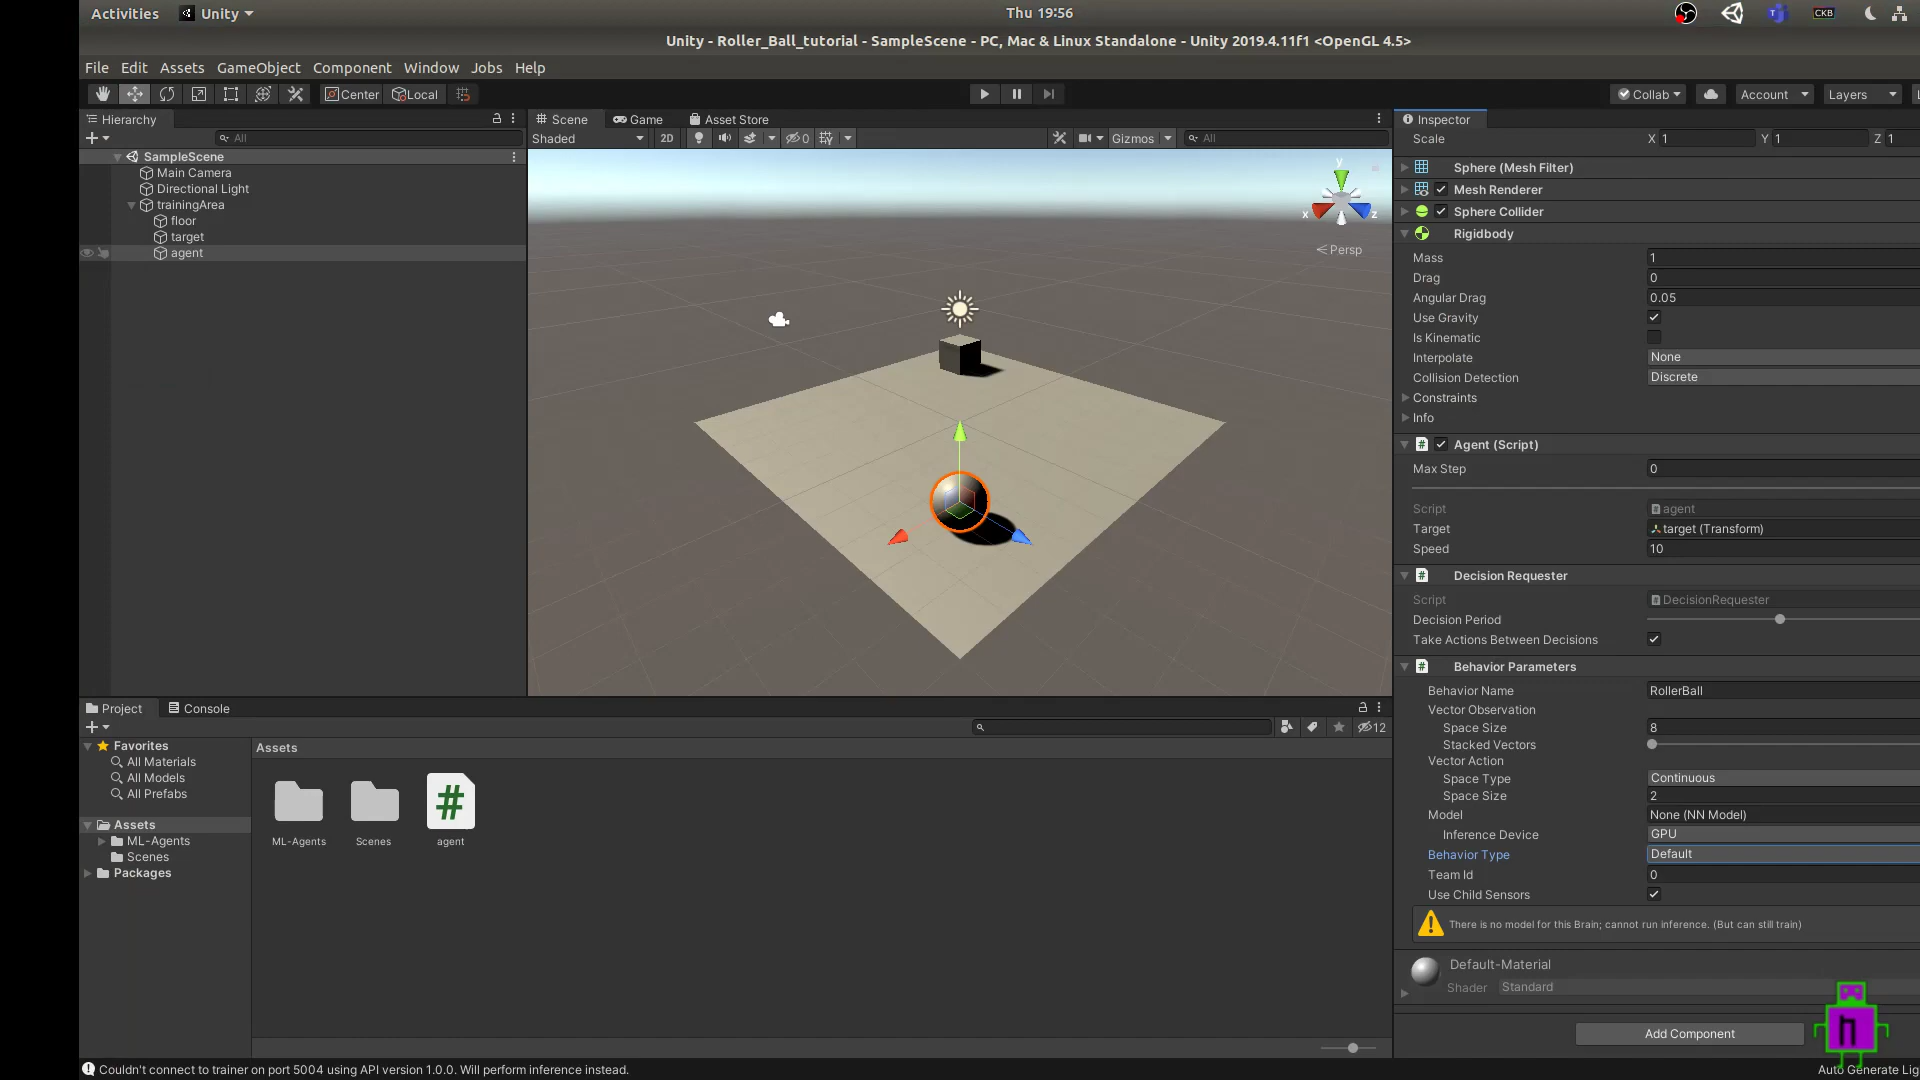 Activities Unity Thu 19:56 CKB
Unity - Roller_Ball_tutorial - SampleScene - PC, Mac & Linux Standalone - Unity 2019.4.11f1 <OpenGL 4.5>
File Edit Assets GameObject Component Window Jobs Help
Center Local Collab Account Layers
Hierarchy
All
SampleScene
Main Camera
Directional Light
trainingArea
floor
target
agent
Scene Game Asset Store
Shaded 2D 0 Gizmos All
y
x z
Persp
Inspector
Scale X 1 Y 1 Z 1
Sphere (Mesh Filter)
Mesh Renderer
Sphere Collider
Rigidbody
Mass 1
Drag 0
Angular Drag 0.05
Use Gravity
Is Kinematic
Interpolate None
Collision Detection Discrete
Constraints
Info
# Agent (Script)
Max Step 0
Script agent
Target target (Transform)
Speed 10
# Decision Requester
Script DecisionRequester
Decision Period
Take Actions Between Decisions
# Behavior Parameters
Behavior Name RollerBall
Vector Observation
Space Size 8
Stacked Vectors
Vector Action
Space Type Continuous
Space Size 2
Model None (NN Model)
Inference Device GPU
Behavior Type Default
Team Id 0
Use Child Sensors
There is no model for this Brain; cannot run inference. (But can still train)
Default-Material
Shader Standard
Add Component
h
Project Console
12
Favorites
All Materials
All Models
All Prefabs
Assets
ML-Agents
Scenes
Packages
Assets
#
ML-Agents Scenes agent
Couldn't connect to trainer on port 5004 using API version 1.0.0. Will perform inference instead.
Auto Generate Lig